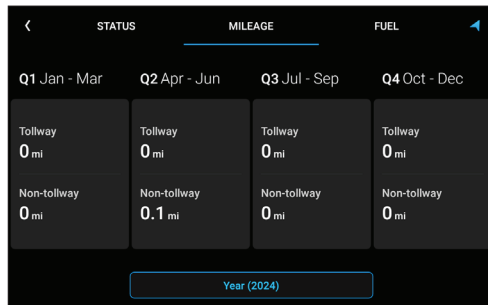 STATUS MILEAGE FUEL
Q1 Jan - Mar Q2 Apr - Jun Q3 Jul - Sep Q4 Oct - Dec
Tollway Tollway Tollway Tollway
0 mi 0 mi 0 mi 0 mi
Non-tollway Non-tollway Non-tollway Non-tollway
0 mi 0.1 mi 0 mi 0 mi
Year (2024)